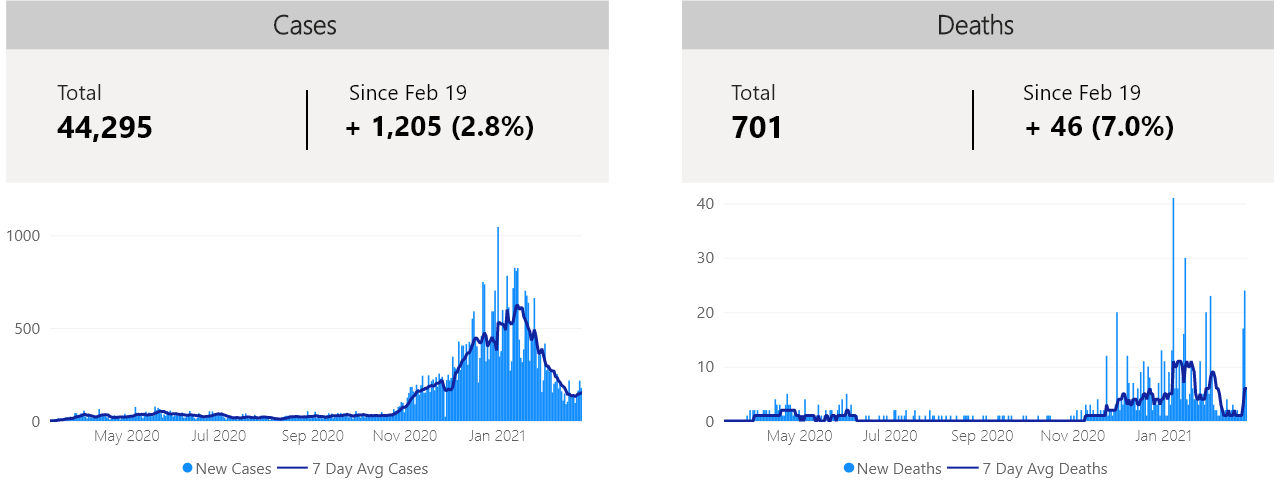 Cases
Total
Since Feb 19
44,295
+ 1,205 (2.8%)
1000
500
0
May 2020 Jul 2020 Sep 2020 Nov 2020 Jan 2021
New Cases 7 Day Avg Cases
Deaths
Total
Since Feb 19
701
+ 46 (7.0%)
40
30
20
10
0
May 2020 Jul 2020 Sep 2020 Nov 2020 Jan 2021
New Deaths 7 Day Avg Deaths